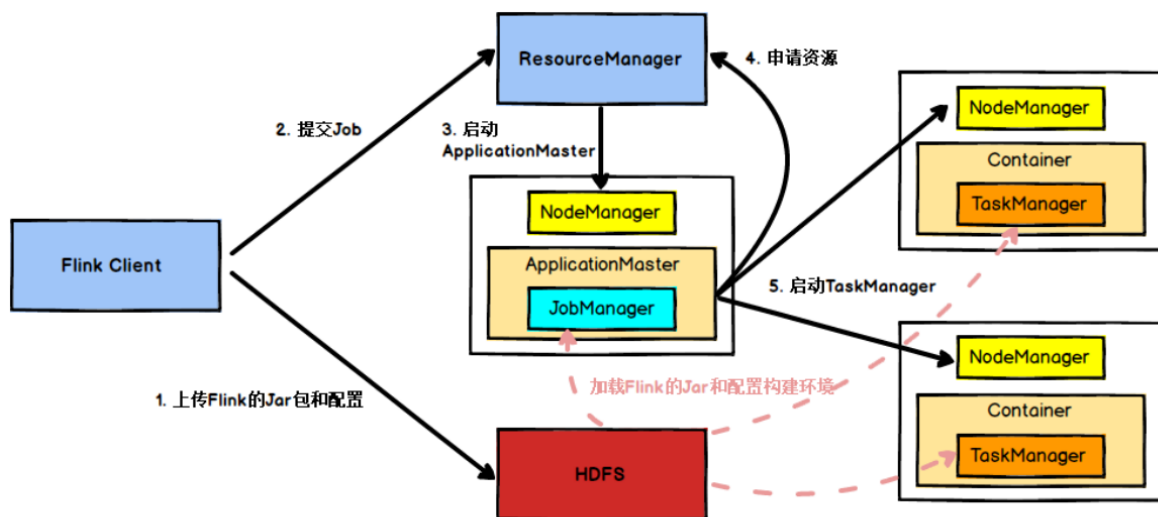 ResourceManager
4. 申请资源
NodeManager
Container
TaskManager
2. 提交Job
3. 启动
ApplicationMaster
NodeManager
ApplicationMaster
JobManager
Flink Client
5. 启动TaskManager
NodeManager
Container
TaskManager
加载Flink的Jar和配置构建环境
1. 上传Flink的Jar包和配置
HDFS